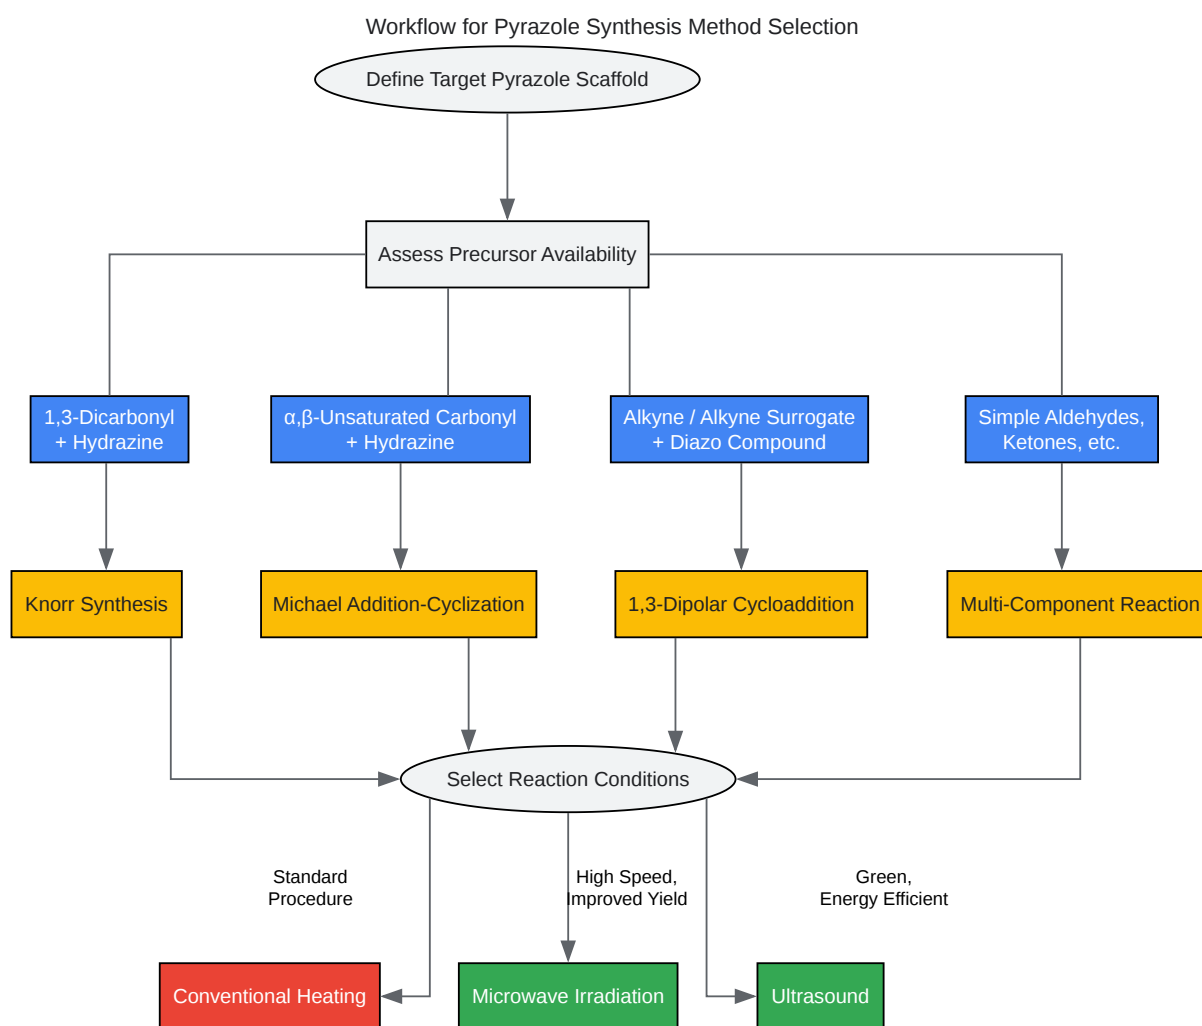 Workflow for Pyrazole Synthesis Method Selection
Define Target Pyrazole Scaffold
Assess Precursor Availability
1,3-Dicarbonyl
+ Hydrazine
α,β-Unsaturated Carbonyl
+ Hydrazine
Alkyne / Alkyne Surrogate
+ Diazo Compound
Simple Aldehydes,
Ketones, etc.
Knorr Synthesis
Michael Addition-Cyclization
1,3-Dipolar Cycloaddition
Multi-Component Reaction
Select Reaction Conditions
Standard
Procedure
High Speed,
Improved Yield
Green,
Energy Efficient
Conventional Heating
Microwave Irradiation
Ultrasound